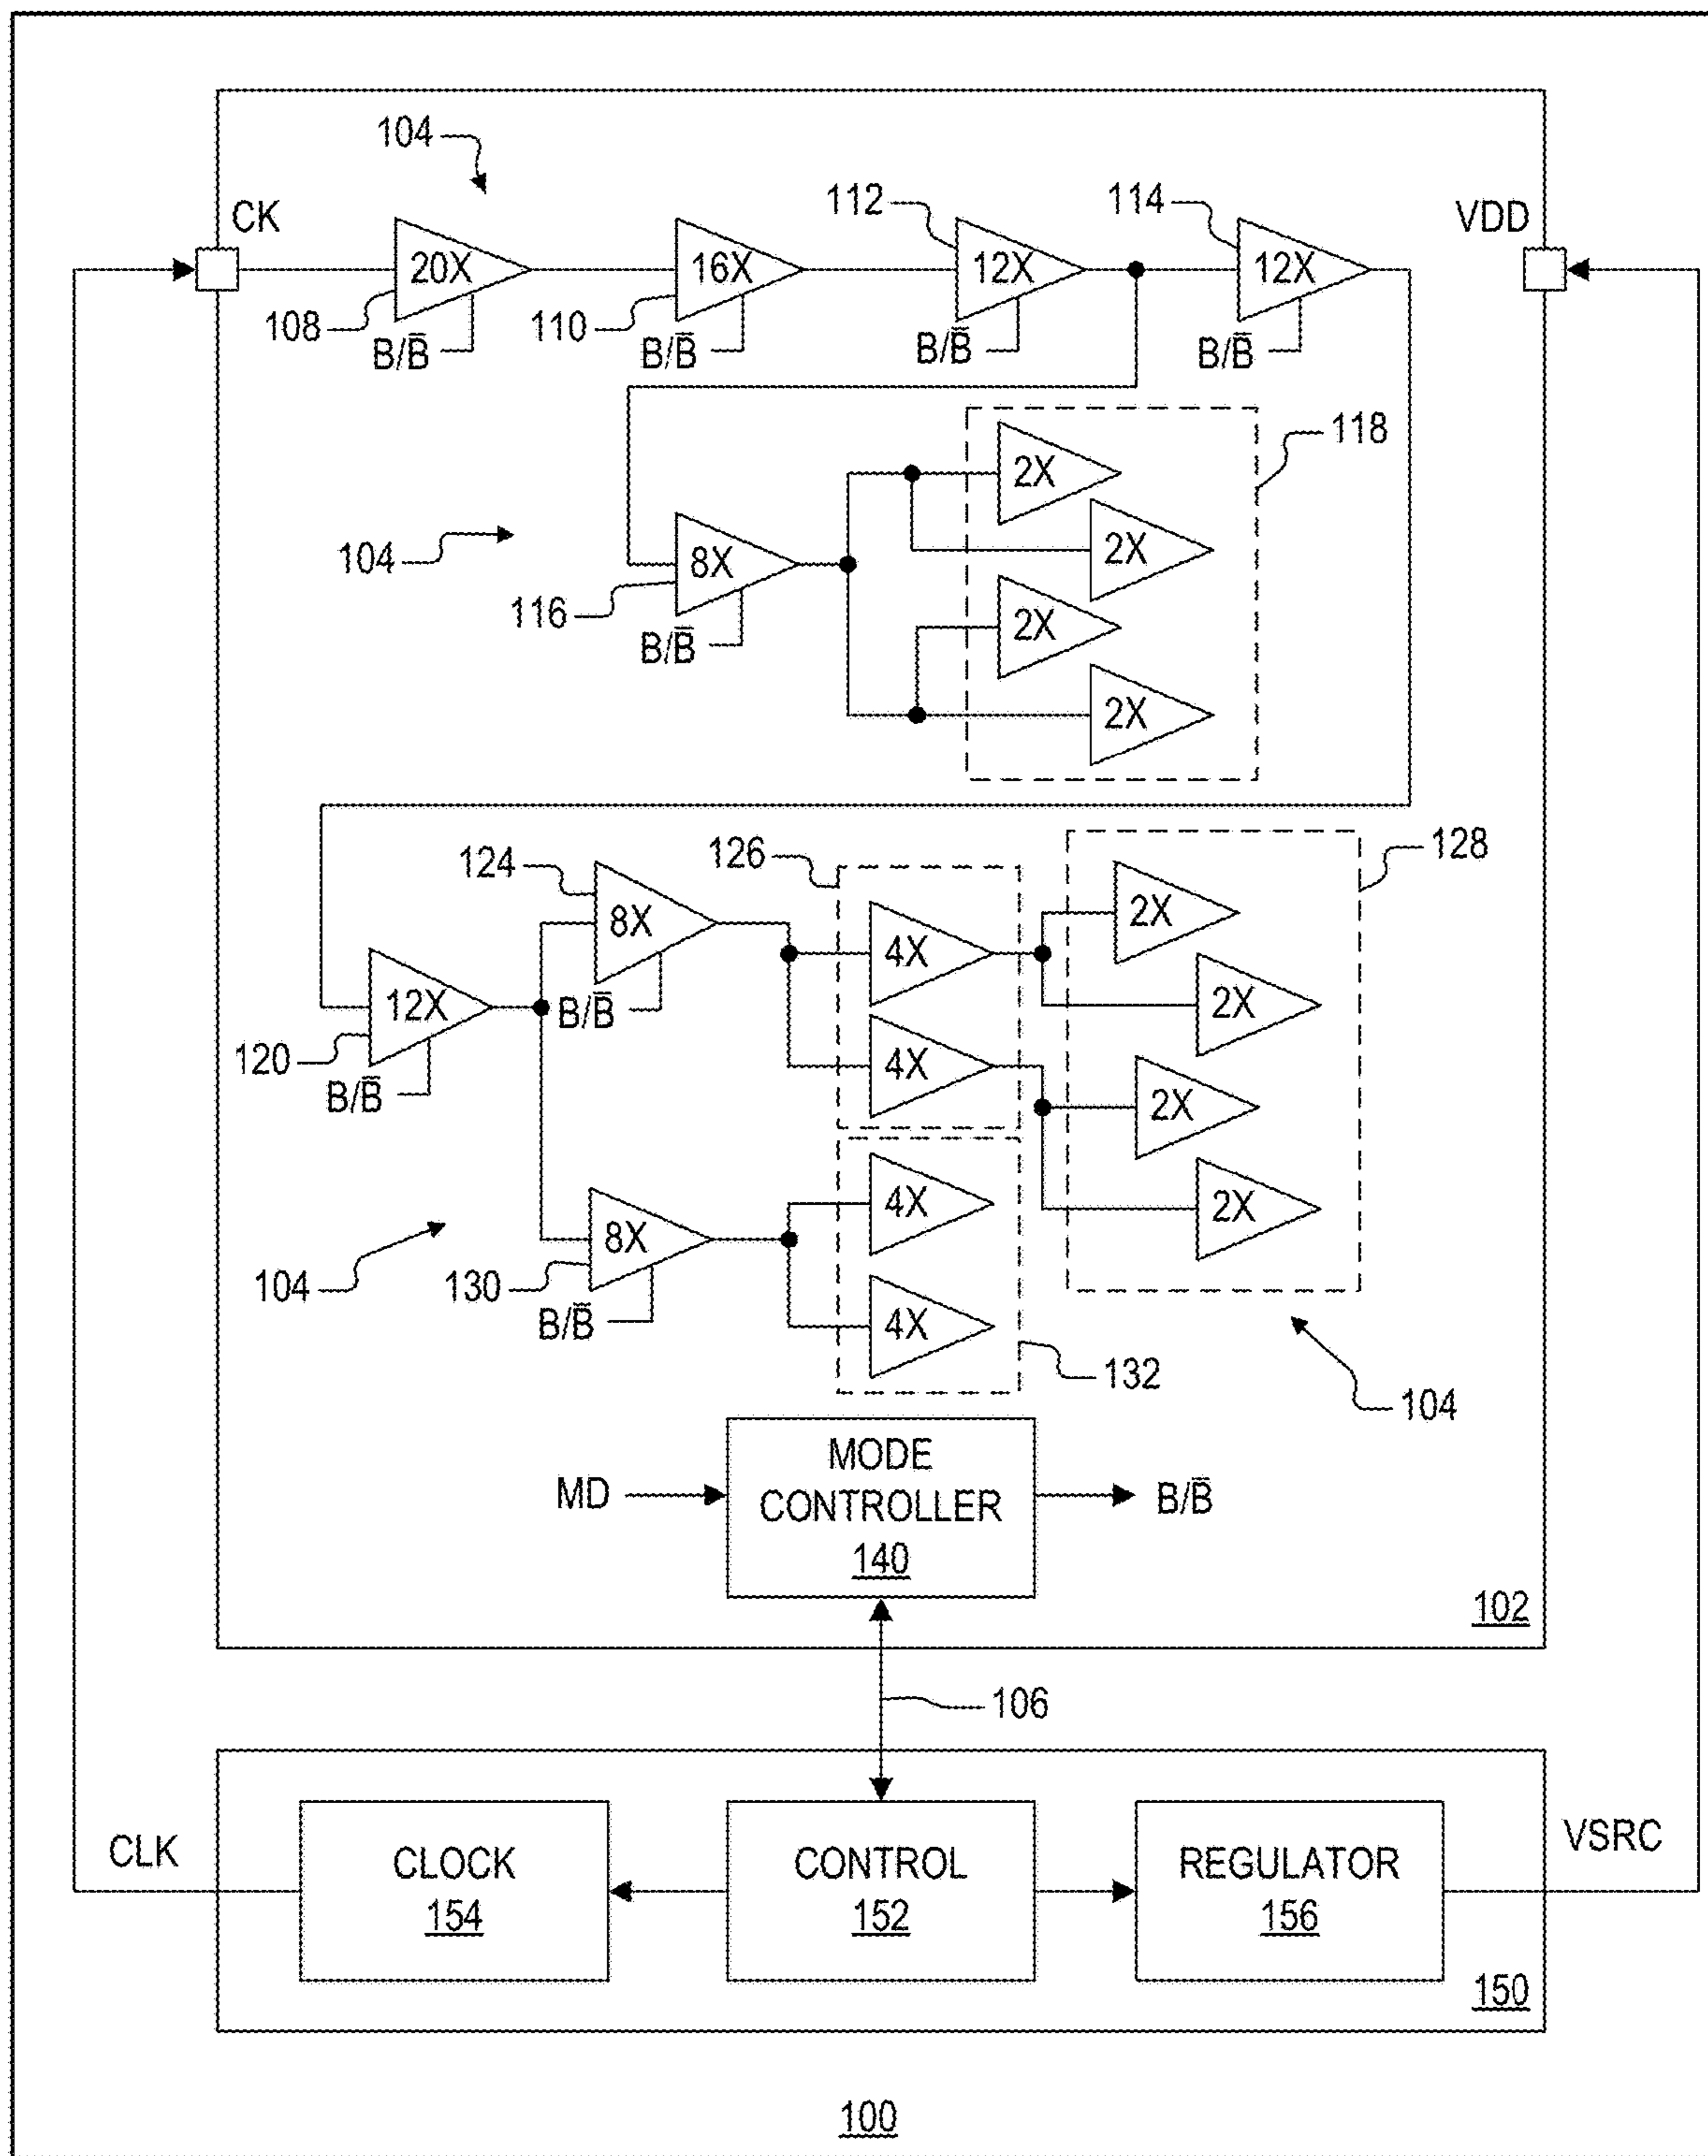 104
CK
112
114
VDD
20X
16X
12X
12X
108
110
B/B̅
B/B̅
B/B̅
B/B̅
118
2X
2X
104
8X
116
2X
B/B̅
2X
124
126
128
8X
4X
2X
12X
B/B̅
2X
120
4X
B/B̅
2X
4X
2X
104
8X
130
B/B̅
4X
132
104
MODE
MD
CONTROLLER
B/B̅
140
102
106
CLK
VSRC
CLOCK
CONTROL
REGULATOR
154
152
156
150
100